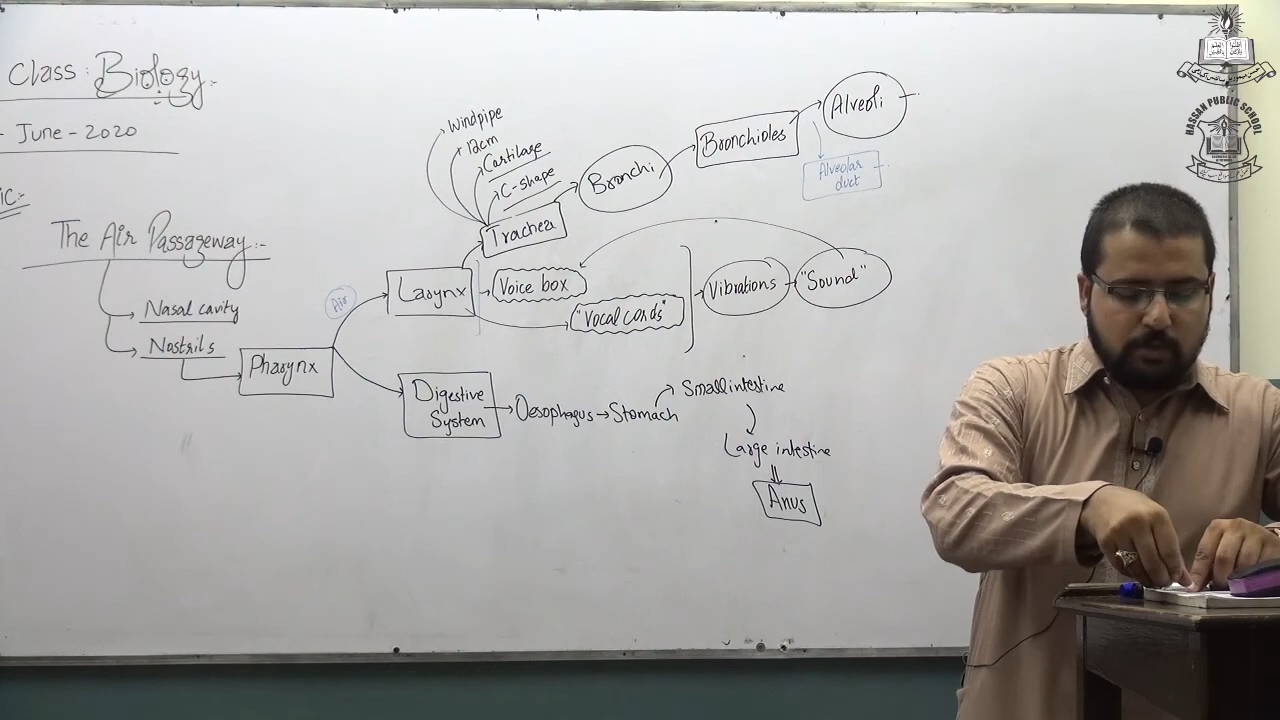 Class: Biology:-
- June - 2020
IC:-
The Air Passageway:-
Nasal cavity
Nostrils
Pharynx
Air
Larynx
Voice box
"Vocal cords"
Vibrations
"Sound"
Trachea
Windpipe
12cm
Cartilage
C-shape
Bronchi
Bronchioles
Alveoli
Alveolar
duct
Digestive
System
Oesophagus
Stomach
Small intestine
Large intestine
Anus
HASSAN PUBLIC SCHOOL